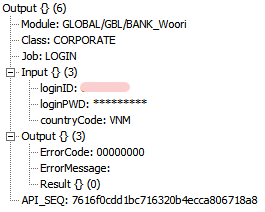 Output {} (6)
Module: GLOBAL/GBL/BANK_Woori
Class: CORPORATE
Job: LOGIN
Input {} (3)
loginID:
loginPWD: *********
countryCode: VNM
Output {} (3)
ErrorCode: 00000000
ErrorMessage:
Result {} (0)
API_SEQ: 7616f0cdd1bc716320b4ecca806718a8